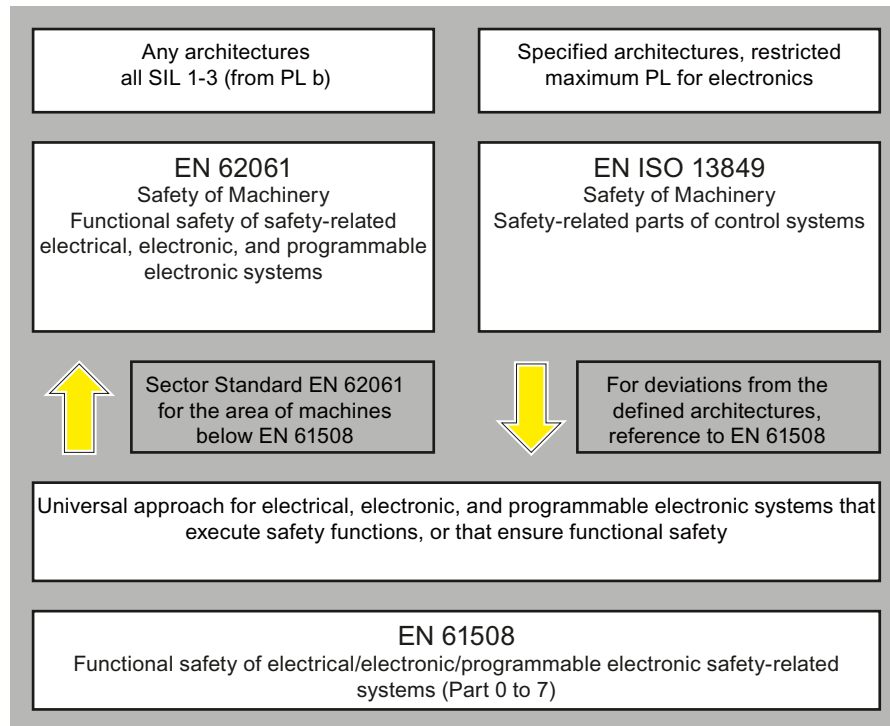 Any architectures
all SIL 1-3 (from PL b)
Specified architectures, restricted
maximum PL for electronics
EN 62061
Safety of Machinery
Functional safety of safety-related
electrical, electronic, and programmable
electronic systems
EN ISO 13849
Safety of Machinery
Safety-related parts of control systems
Sector Standard EN 62061
for the area of machines
below EN 61508
For deviations from the
defined architectures,
reference to EN 61508
Universal approach for electrical, electronic, and programmable electronic systems that
execute safety functions, or that ensure functional safety
EN 61508
Functional safety of electrical/electronic/programmable electronic safety-related
systems (Part 0 to 7)